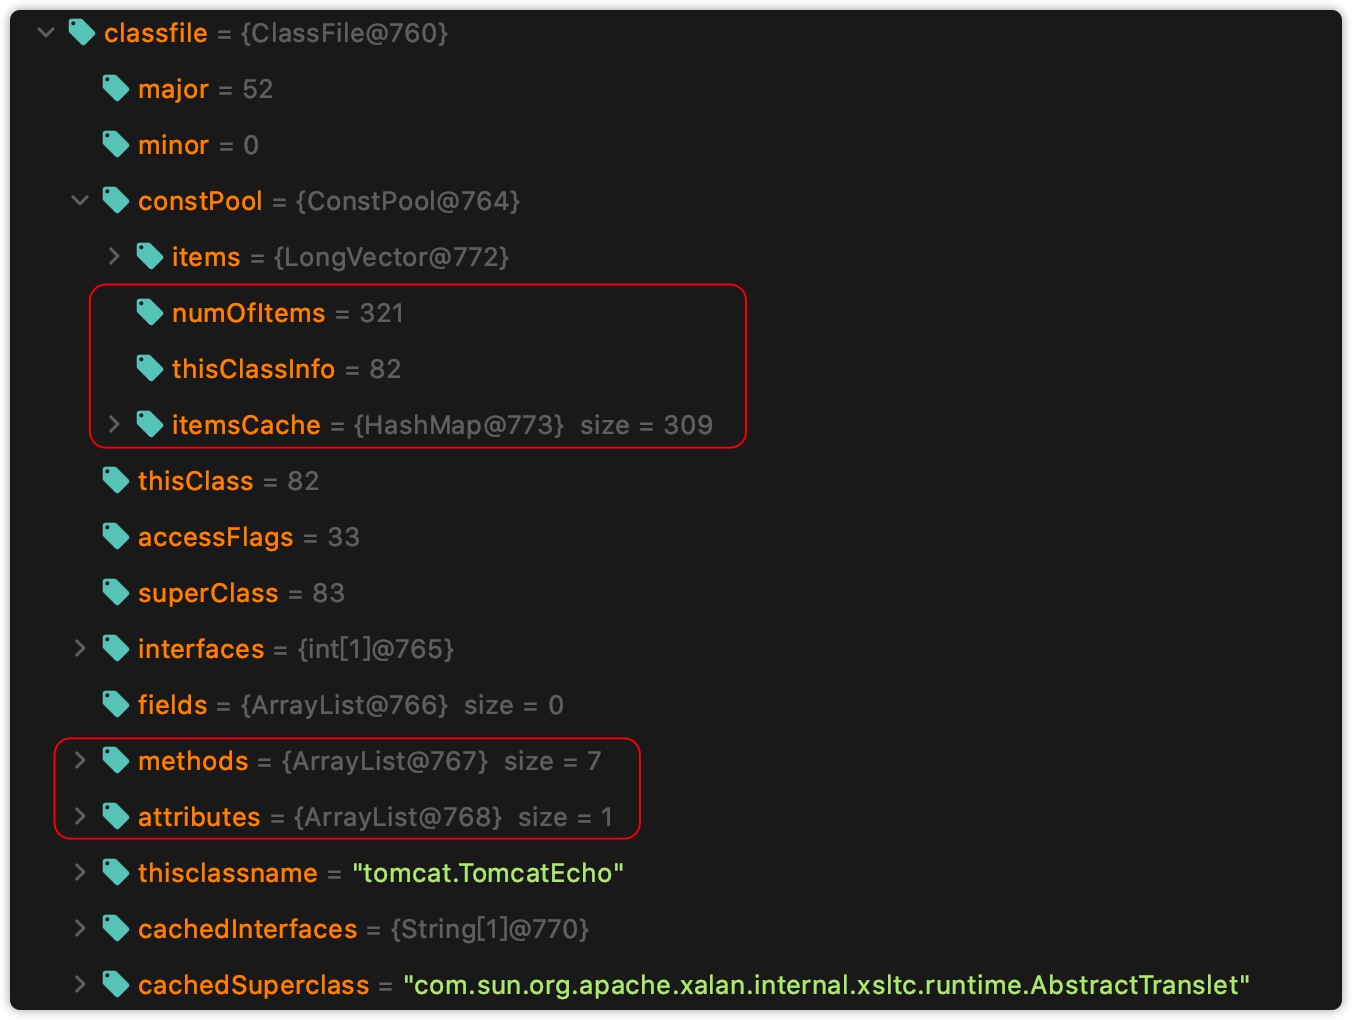 classfile = {ClassFile@760}
major = 52
minor = 0
constPool = {ConstPool@764}
items = {LongVector@772}
numOfItems = 321
thisClassInfo = 82
itemsCache = {HashMap@773} size = 309
thisClass = 82
accessFlags = 33
superClass = 83
interfaces = {int[1]@765}
fields = {ArrayList@766} size = 0
methods = {ArrayList@767} size = 7
attributes = {ArrayList@768} size = 1
thisclassname = "tomcat.TomcatEcho"
cachedInterfaces = {String[1]@770}
cachedSuperclass = "com.sun.org.apache.xalan.internal.xsltc.runtime.AbstractTranslet"